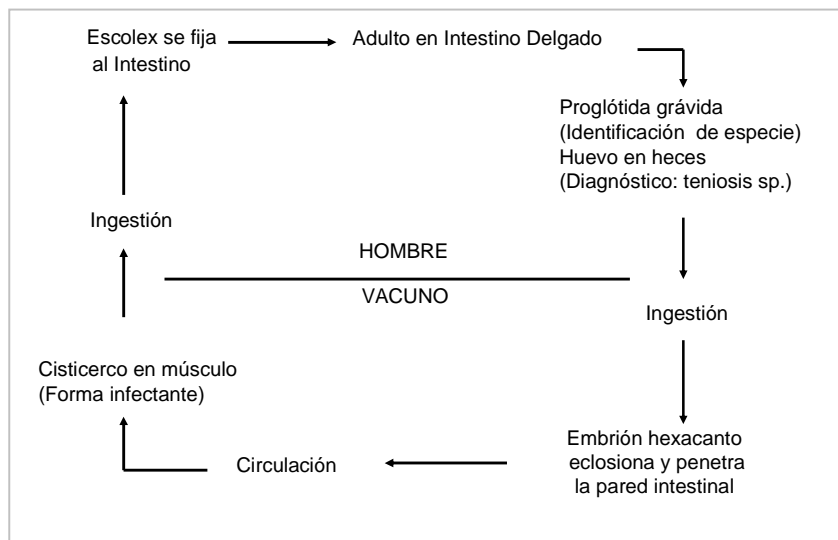 Escolex se fija
al Intestino
Adulto en Intestino Delgado
Proglótida grávida
(Identificación de especie)
Huevo en heces
(Diagnóstico: teniosis sp.)
Ingestión
HOMBRE
VACUNO
Ingestión
Cisticerco en músculo
(Forma infectante)
Circulación
Embrión hexacanto
eclosiona y penetra
la pared intestinal